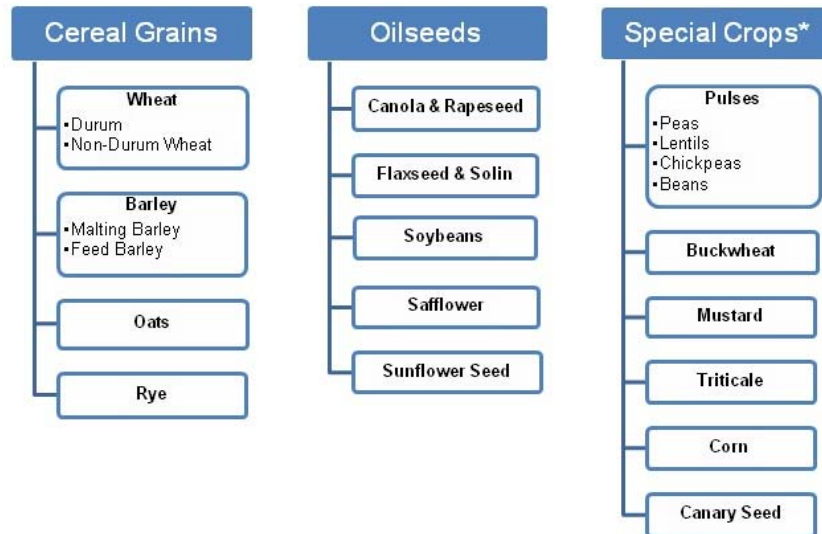 Cereal Grains
Wheat
▪Durum
▪Non-Durum Wheat
Barley
▪Malting Barley
▪Feed Barley
Oats
Rye
Oilseeds
Canola & Rapeseed
Flaxseed & Solin
Soybeans
Safflower
Sunflower Seed
Special Crops*
Pulses
▪Peas
▪Lentils
▪Chickpeas
▪Beans
Buckwheat
Mustard
Triticale
Corn
Canary Seed